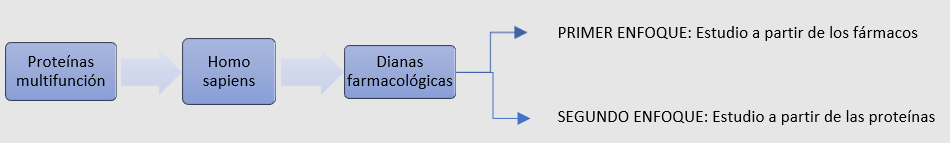 Proteínas
multifunción
Homo
sapiens
Dianas
farmacológicas
PRIMER ENFOQUE: Estudio a partir de los fármacos
SEGUNDO ENFOQUE: Estudio a partir de las proteínas